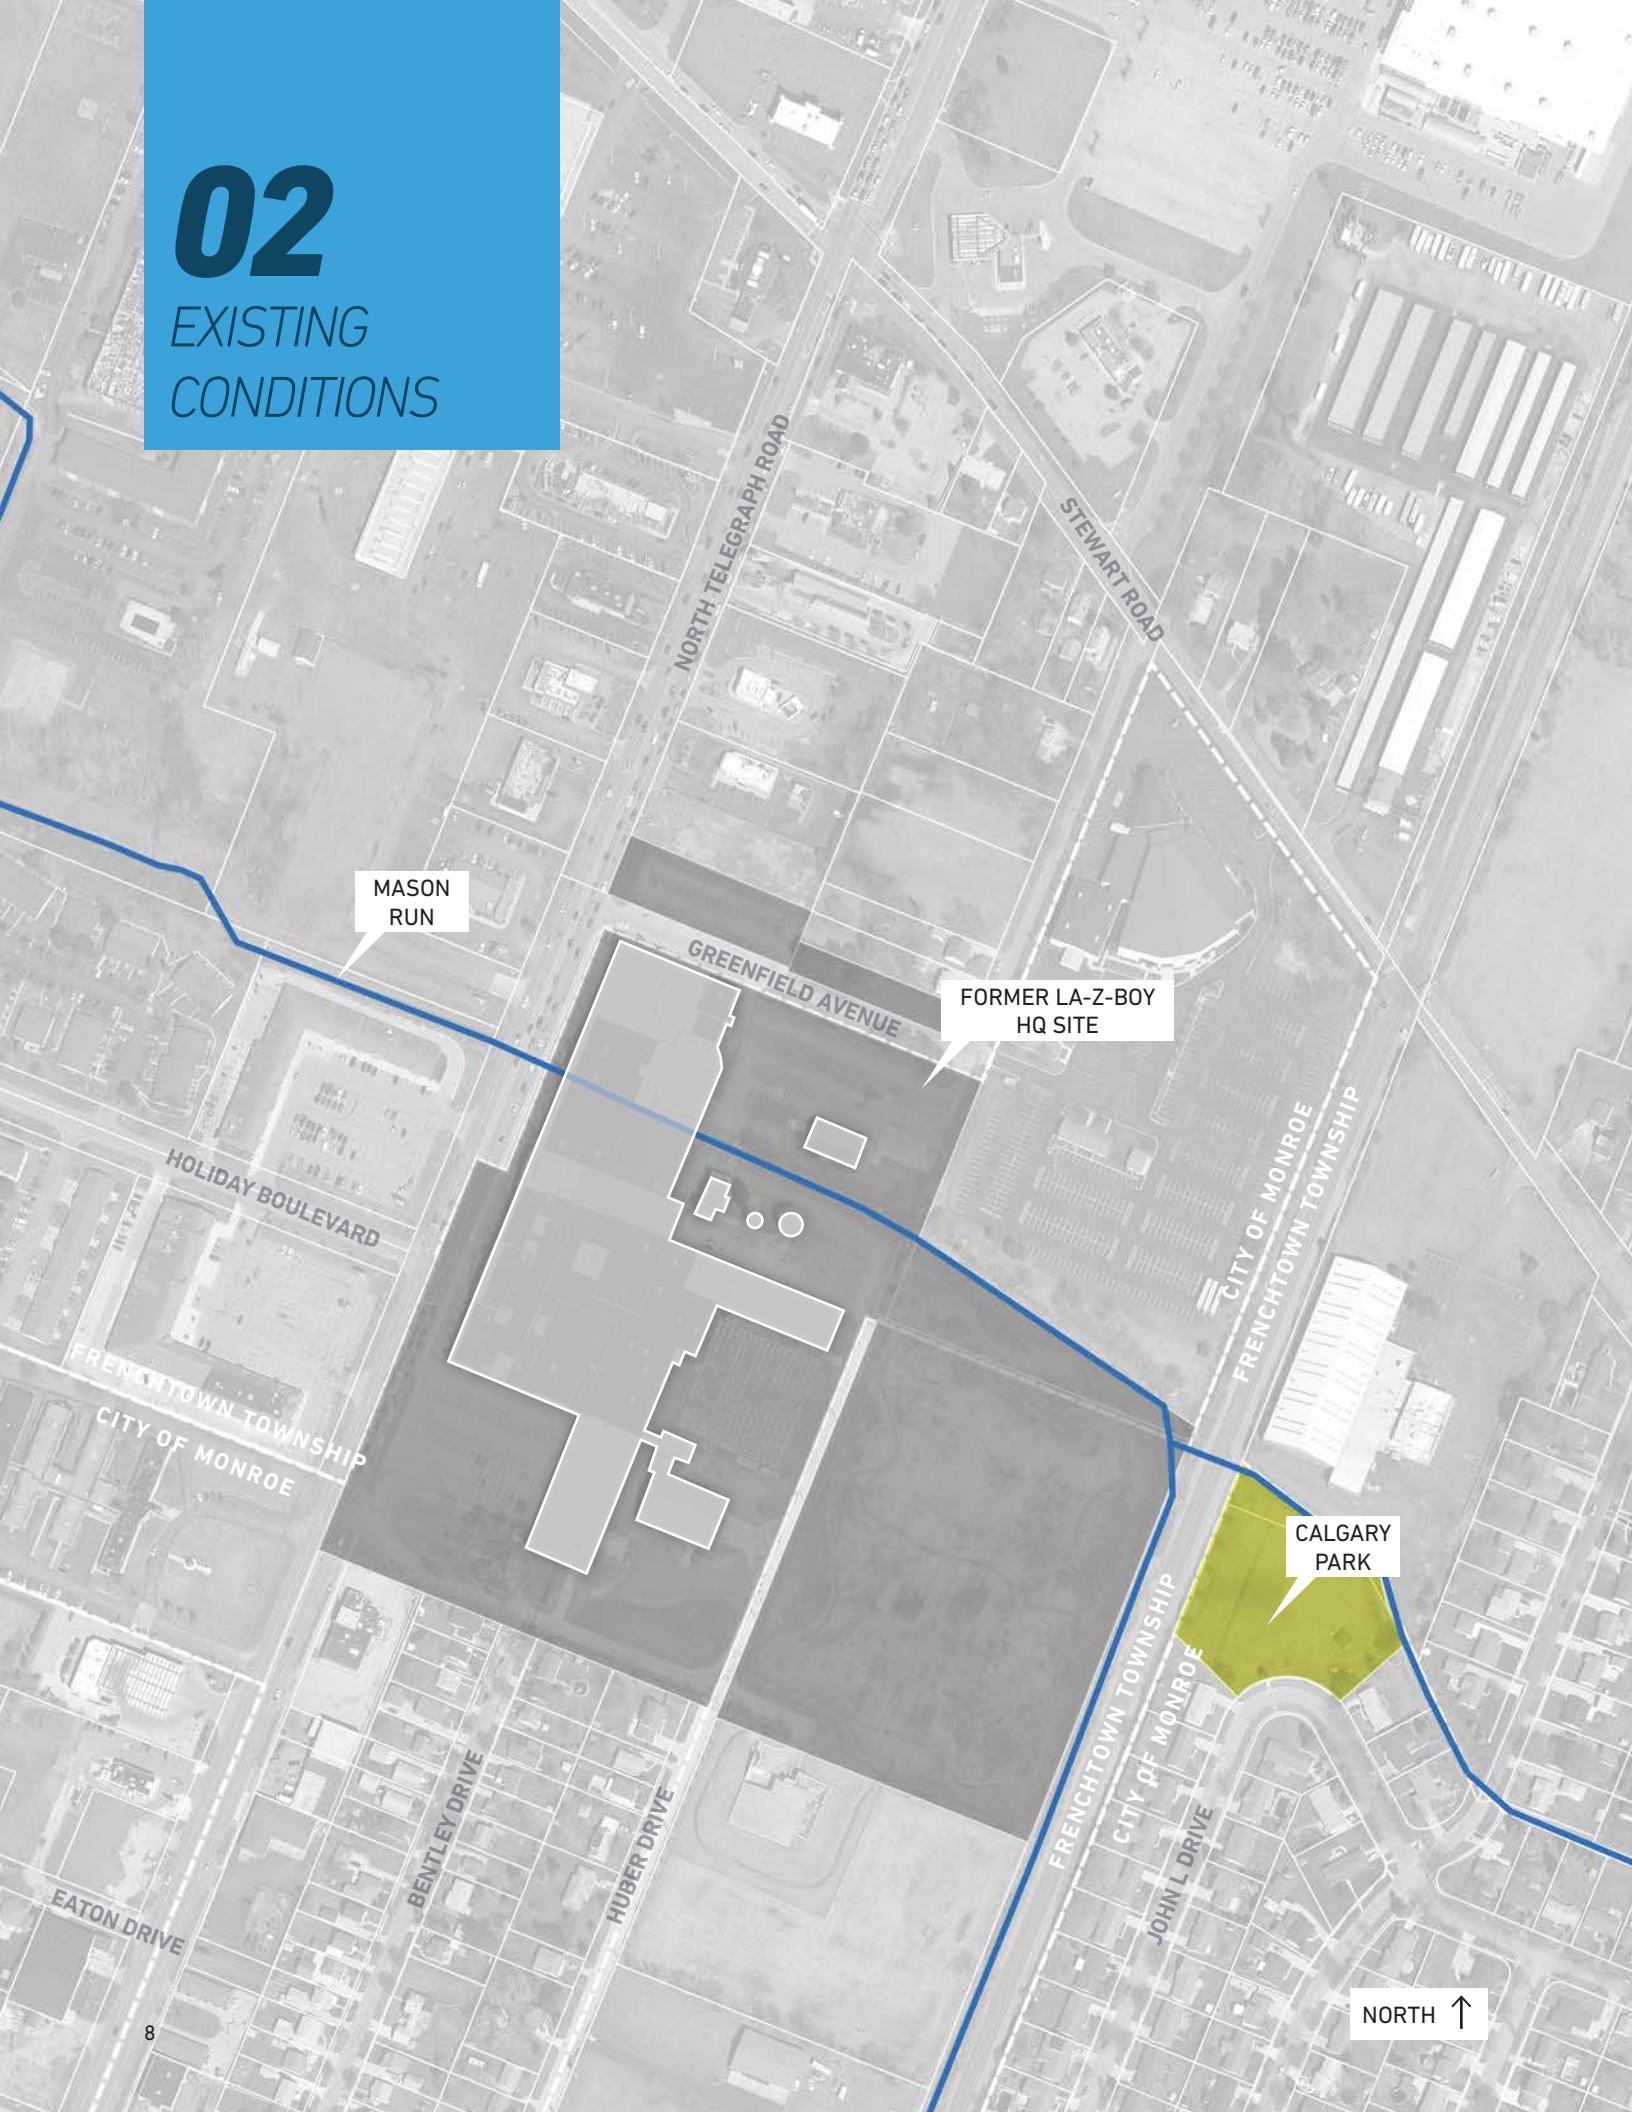 02
EXISTING
CONDITIONS
NORTH TELEGRAPH ROAD
STEWART ROAD
MASON
RUN
GREENFIELD AVENUE
FORMER LA-Z-BOY
HQ SITE
HOLIDAY BOULEVARD
CITY OF MONROE
FRENCHTOWN TOWNSHIP
FRENCHTOWN TOWNSHIP
CITY OF MONROE
CALGARY
PARK
FRENCHTOWN TOWNSHIP
CITY OF MONROE
BENTLEY DRIVE
HUBER DRIVE
JOHN L DRIVE
EATON DRIVE
NORTH
8